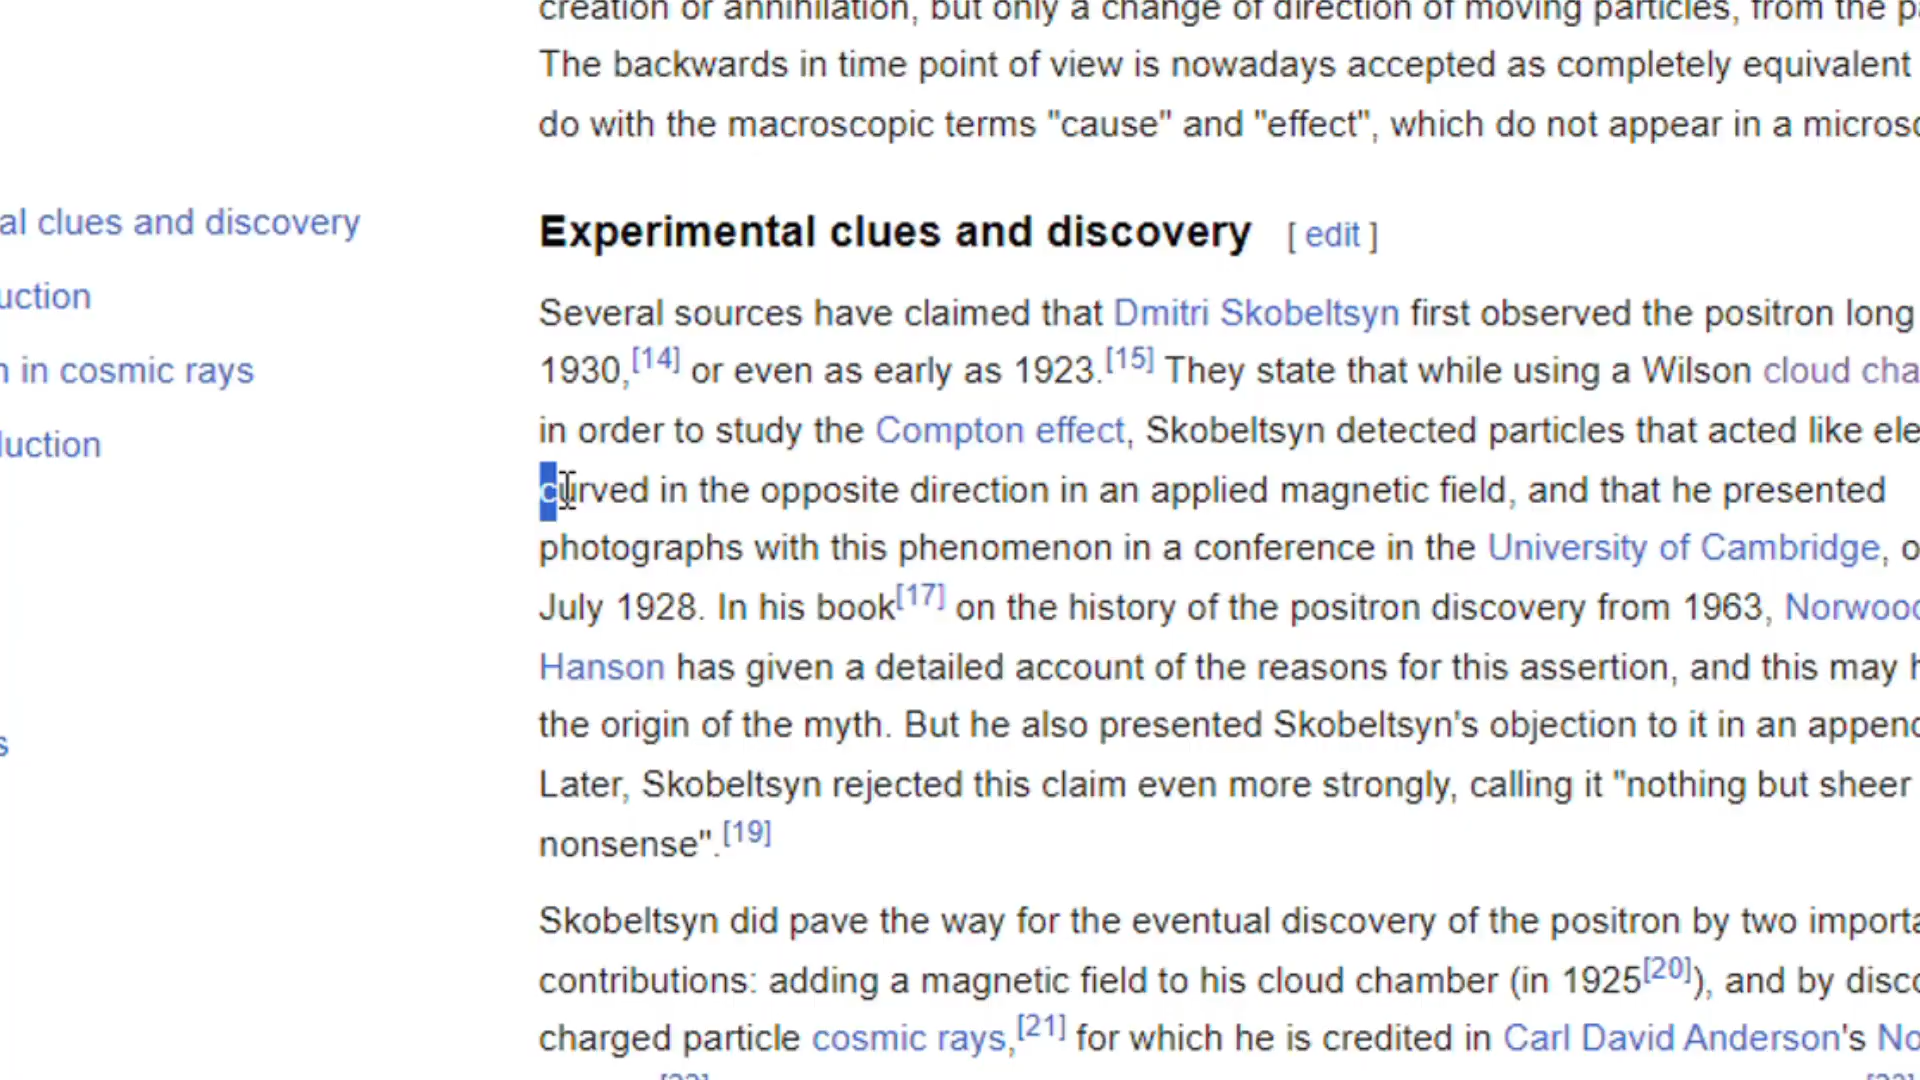 creation or annihilation, but only a change of direction of moving particles, from the
The backwards in time point of view is nowadays accepted as completely equivalent
do with the macroscopic terms "cause" and "effect", which do not appear in a
al clues and discovery
uction
n in cosmic rays
luction
s
Experimental clues and discovery [ edit ]
Several sources have claimed that Dmitri Skobeltsyn first observed the positron long
1930,[14] or even as early as 1923.[15] They state that while using a Wilson cloud cha
in order to study the Compton effect, Skobeltsyn detected particles that acted like ele
curved in the opposite direction in an applied magnetic field, and that he presented
photographs with this phenomenon in a conference in the University of Cambridge, o
July 1928. In his book[17] on the history of the positron discovery from 1963, Norwood
Hanson has given a detailed account of the reasons for this assertion, and this may h
the origin of the myth. But he also presented Skobeltsyn's objection to it in an append
Later, Skobeltsyn rejected this claim even more strongly, calling it "nothing but sheer
nonsense".[19]
Skobeltsyn did pave the way for the eventual discovery of the positron by two importa
contributions: adding a magnetic field to his cloud chamber (in 1925[20]), and by disco
charged particle cosmic rays,[21] for which he is credited in Carl David Anderson's No